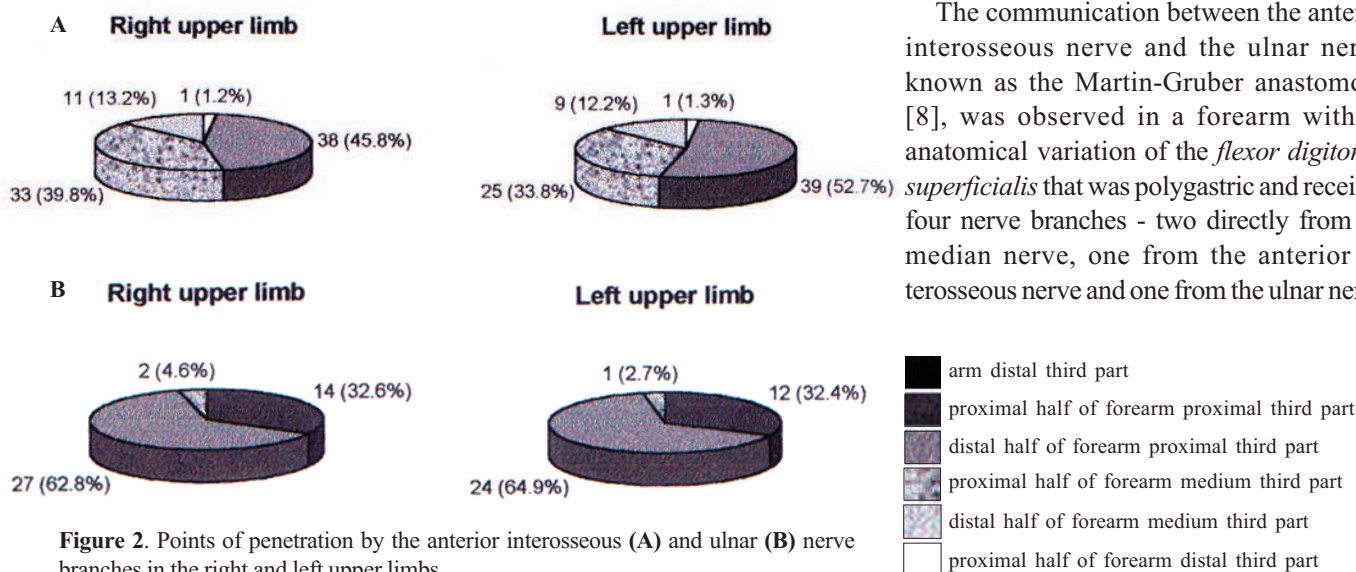 A Right upper limb
11 (13.2%) 1 (1.2%)
38 (45.8%)
33 (39.8%)
Left upper limb
9 (12.2%) 1 (1.3%)
25 (33.8%) 39 (52.7%)
B Right upper limb
2 (4.6%)
14 (32.6%)
27 (62.8%)
Left upper limb
1 (2.7%)
12 (32.4%)
24 (64.9%)
Figure 2. Points of penetration by the anterior interosseous (A) and ulnar (B) nerve
branches in the right and left upper limbs
The communication between the
interosseous nerve and the ulnar
known as the Martin-Gruber
[8], was observed in a forearm with
anatomical variation of the flexor
superficialis that was polygastric and
four nerve branches - two directly from
median nerve, one from the anterior
terosseous nerve and one from the ulnar
arm distal third part
proximal half of forearm proximal third part
distal half of forearm proximal third part
proximal half of forearm medium third part
distal half of forearm medium third part
proximal half of forearm distal third part